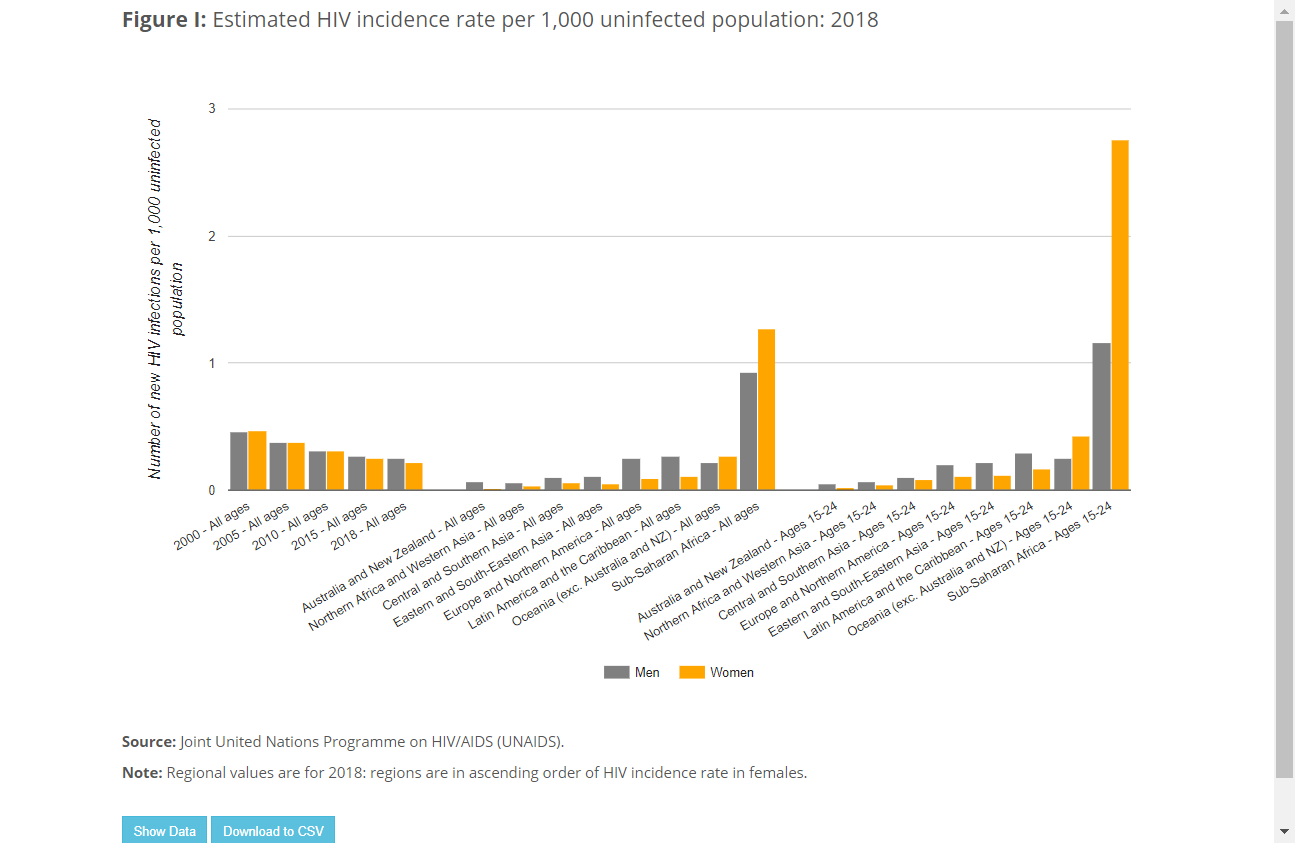 Figure I: Estimated HIV incidence rate per 1,000 uninfected population: 2018
Number of new HIV infections per 1,000 uninfected
population
3
2
1
0
2000 - All ages
2005 - All ages
2010 - All ages
2015 - All ages
2018 - All ages
Australia and New Zealand - All ages
Northern Africa and Western Asia - All ages
Central and Southern Asia - All ages
Eastern and South-Eastern Asia - All ages
Europe and Northern America - All ages
Latin America and the Caribbean - All ages
Oceania (exc. Australia and NZ) - All ages
Sub-Saharan Africa - All ages
Australia and New Zealand - Ages 15-24
Northern Africa and Western Asia - Ages 15-24
Central and Southern Asia - Ages 15-24
Europe and Northern America - Ages 15-24
Eastern and South-Eastern Asia - Ages 15-24
Latin America and the Caribbean - Ages 15-24
Oceania (exc. Australia and NZ) - Ages 15-24
Sub-Saharan Africa - Ages 15-24
Men Women
Source: Joint United Nations Programme on HIV/AIDS (UNAIDS).
Note: Regional values are for 2018: regions are in ascending order of HIV incidence rate in females.
Show Data Download to CSV